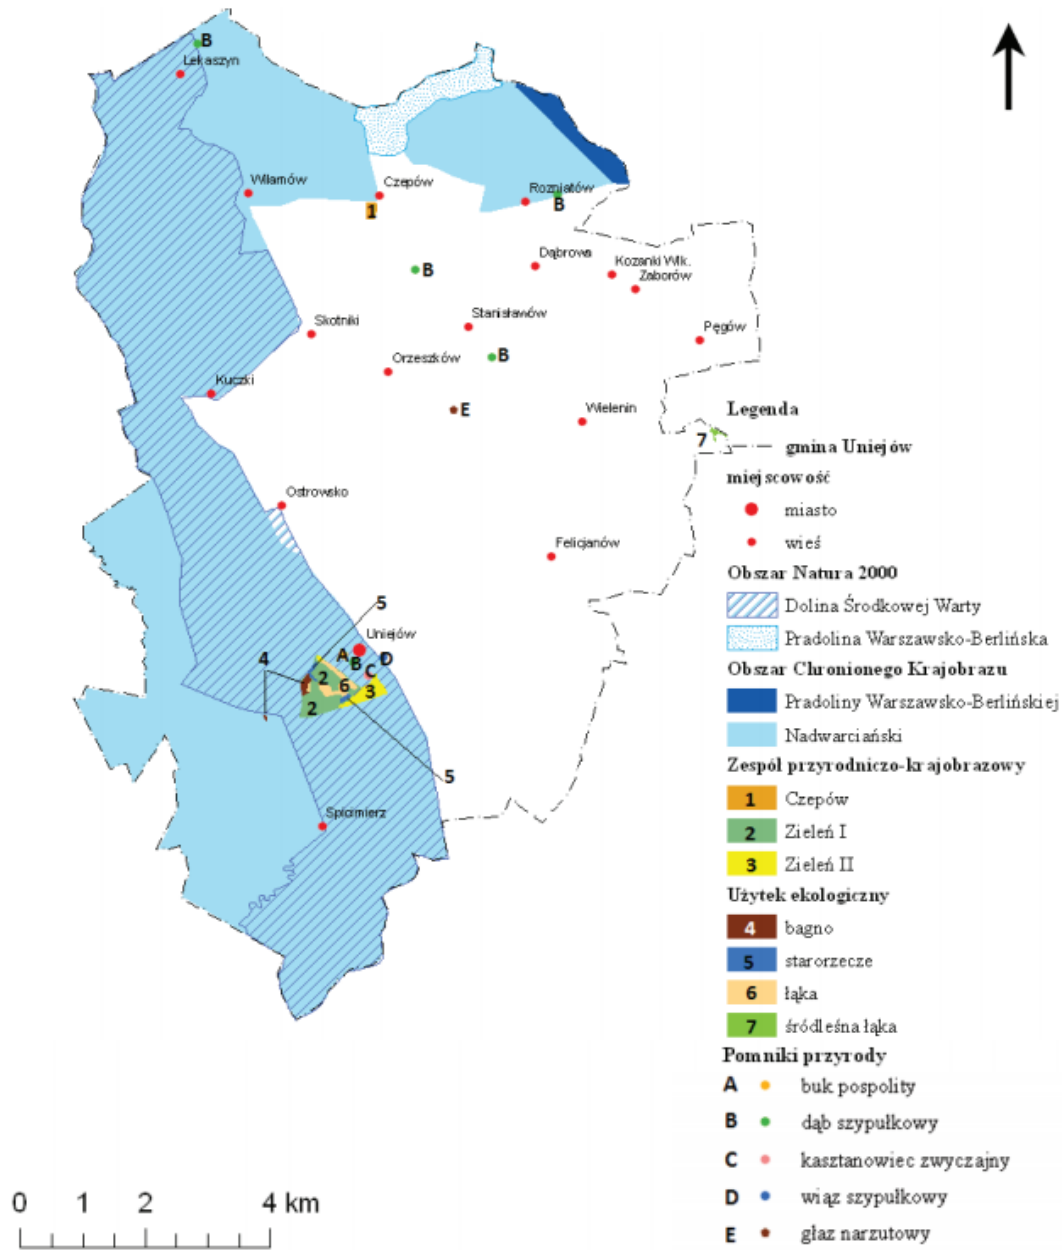 B
Lekaszyn
Wilamów
Czepów
1
Rozniatów
B
Dąbrowa
Kozanki Wlk.
Zaborów
B
Skotniki
Stanisławów
Pęgów
B
Orzeszków
Kuczki
E
Wielenin
7
Ostrowsko
Felicjanów
5
Uniejów
A
B
C
D
4
2
6
3
2
5
Spicimierz
Legenda
gmina Uniejów
miejscowość
miasto
wieś
Obszar Natura 2000
Dolina Środkowej Warty
Pradolina Warszawsko-Berlińska
Obszar Chronionego Krajobrazu
Pradoliny Warszawsko-Berlińskiej
Nadwarciański
Zespół przyrodniczo-krajobrazowy
1 Czepów
2 Zieleń I
3 Zieleń II
Użytek ekologiczny
4 bagno
5 starorzecze
6 łąka
7 śródleśna łąka
Pomniki przyrody
A buk pospolity
B dąb szypułkowy
C kasztanowiec zwyczajny
D wiąz szypułkowy
E głaz narzutowy
0 1 2 4 km